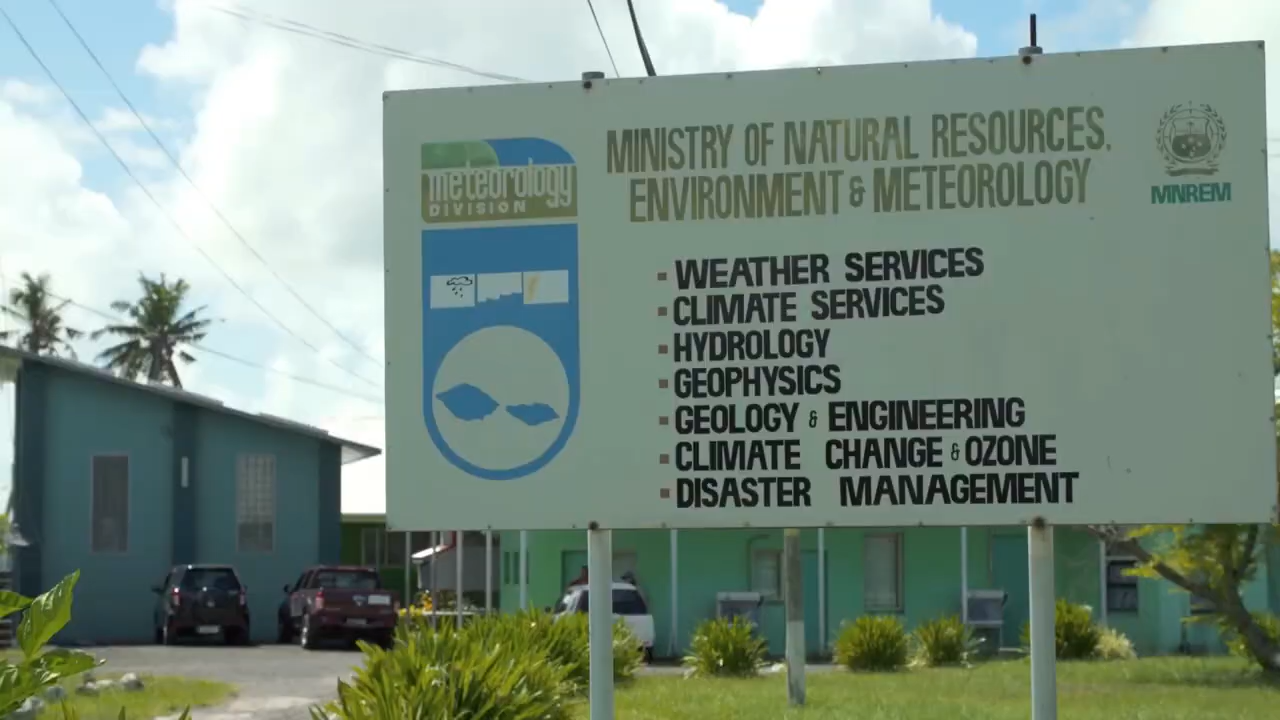 meteorology
DIVISION
MINISTRY OF NATURAL RESOURCES,
ENVIRONMENT & METEOROLOGY
MNREM
WEATHER SERVICES
CLIMATE SERVICES
HYDROLOGY
GEOPHYSICS
GEOLOGY & ENGINEERING
CLIMATE CHANGE & OZONE
DISASTER MANAGEMENT